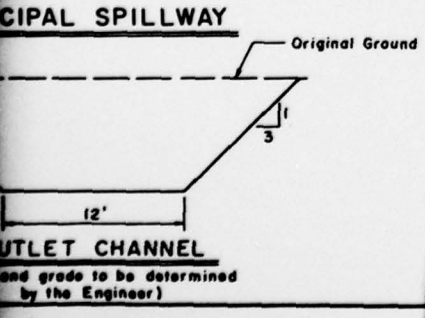 CIPAL SPILLWAY
Original Ground
1
3
12'
UTLET CHANNEL
and grade to be determined
by the Engineer)